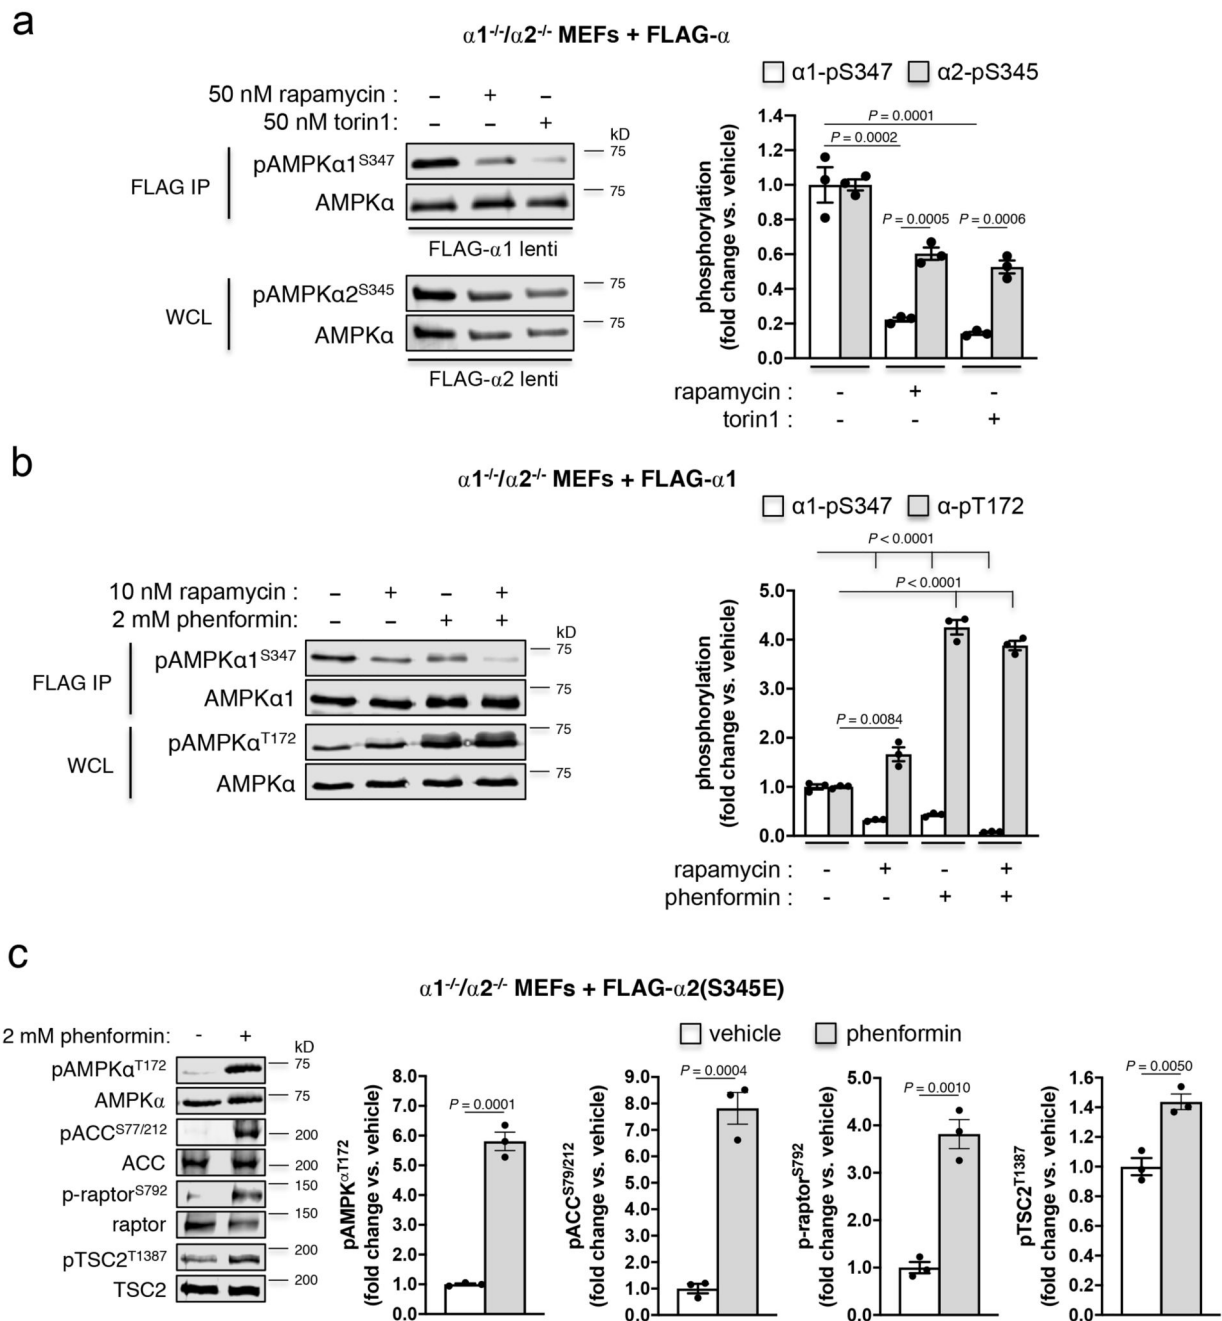 a
α1-/-/α2-/- MEFs + FLAG-α
50 nM rapamycin : – + –
50 nM torin1: – – +
kD
FLAG IP
pAMPKα1S347
75
AMPKα
75
FLAG-α1 lenti
WCL
pAMPKα2S345
75
AMPKα
75
FLAG-α2 lenti
α1-pS347 α2-pS345
phosphorylation
(fold change vs. vehicle)
1.4
1.2
1.0
0.8
0.6
0.4
0.2
0.0
P = 0.0001
P = 0.0002
P = 0.0005 P = 0.0006
rapamycin : - + -
torin1 : - - +
b
α1-/-/α2-/- MEFs + FLAG-α1
10 nM rapamycin : – + – +
2 mM phenformin: – – + +
kD
FLAG IP
pAMPKα1S347
75
AMPKα1
75
WCL
pAMPKαT172
75
AMPKα
75
α1-pS347 α-pT172
P < 0.0001
P < 0.0001
P = 0.0084
phosphorylation
(fold change vs. vehicle)
5.0
4.0
3.0
2.0
1.0
0.0
rapamycin : - + - +
phenformin : - - + +
c
α1-/-/α2-/- MEFs + FLAG-α2(S345E)
2 mM phenformin: - +
kD
pAMPKαT172
75
AMPKα
75
pACCS77/212
200
ACC
200
p-raptorS792
150
raptor
150
pTSC2T1387
200
TSC2
200
vehicle phenformin
pAMPKαT172
(fold change vs. vehicle)
8.0
7.0
6.0
5.0
4.0
3.0
2.0
1.0
0.0
P = 0.0001
pACCS79/212
(fold change vs. vehicle)
9.0
8.0
7.0
6.0
5.0
4.0
3.0
2.0
1.0
0.0
P = 0.0004
p-raptorS792
(fold change vs. vehicle)
5.0
4.0
3.0
2.0
1.0
0.0
P = 0.0010
pTSC2T1387
(fold change vs. vehicle)
1.6
1.4
1.2
1.0
0.8
0.6
0.4
0.2
0.0
P = 0.0050